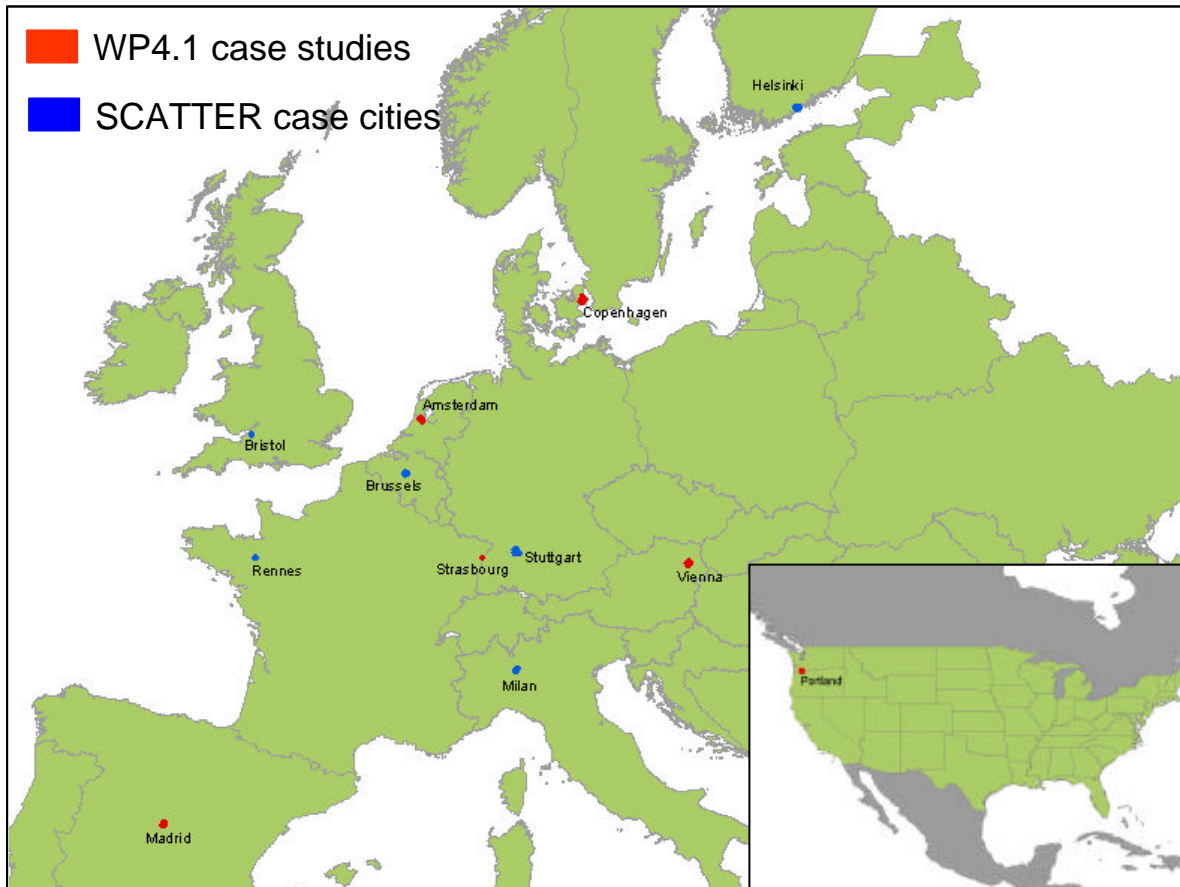 WP4.1 case studies
SCATTER case cities
Helsinki
Copenhagen
Amsterdam
Bristol
Brussels
Rennes
Strasbourg
Stuttgart
Vienna
Milan
Madrid
Portland